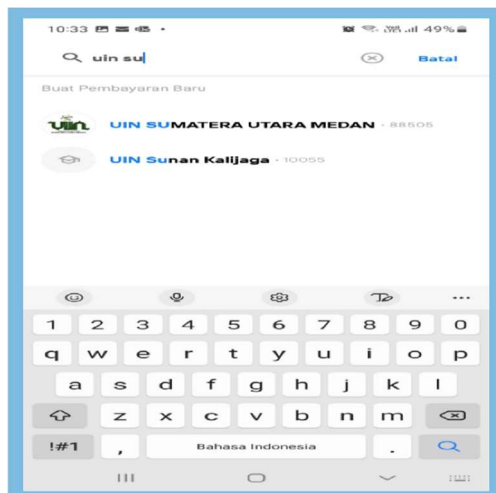 10:33
49%
uin su
Batal
Buat Pembayaran Baru
UIN SUMATERA UTARA MEDAN · 88505
UIN Sunan Kalijaga · 10055
1 2 3 4 5 6 7 8 9 0
q w e r t y u i o p
a s d f g h j k l
z x c v b n m
!#1 , Bahasa Indonesia .